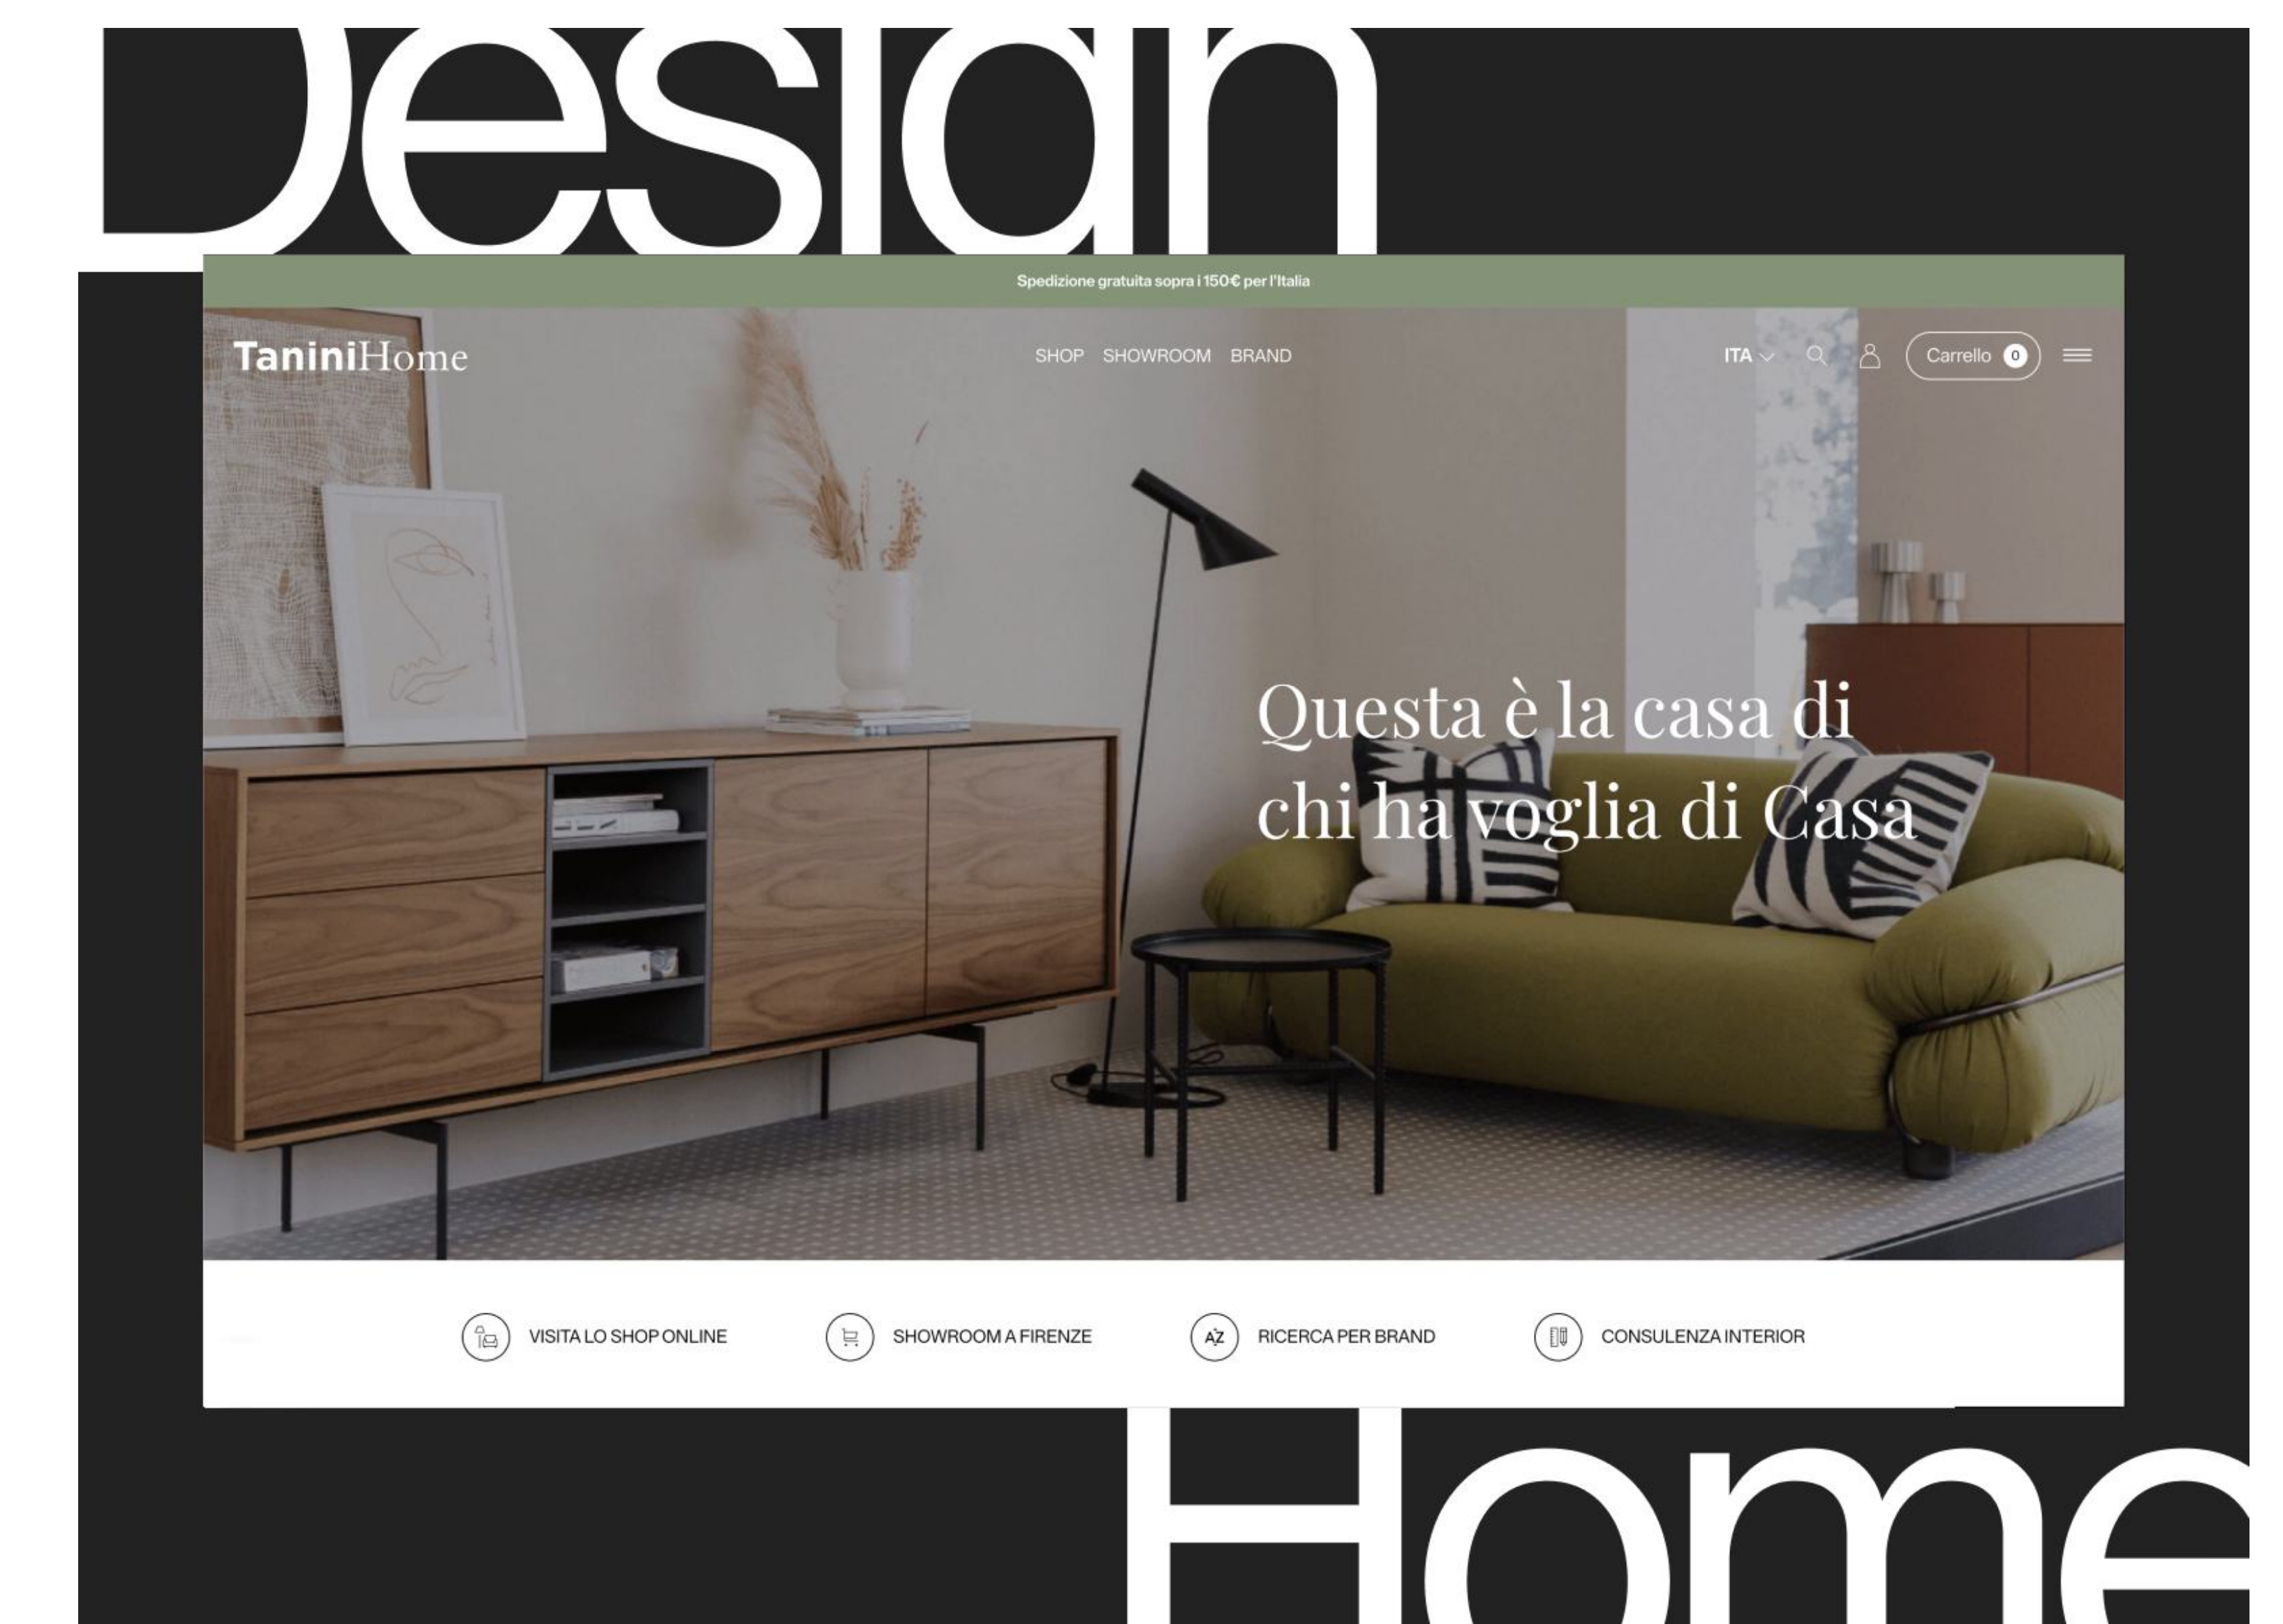 Design
Spedizione gratuita sopra i 150€ per l'Italia
TaniniHome
SHOP SHOWROOM BRAND
ITA
Carrello 0
Questa è la casa di
chi ha voglia di Casa
VISITA LO SHOP ONLINE
SHOWROOM A FIRENZE
AZ RICERCA PER BRAND
CONSULENZA INTERIOR
Home